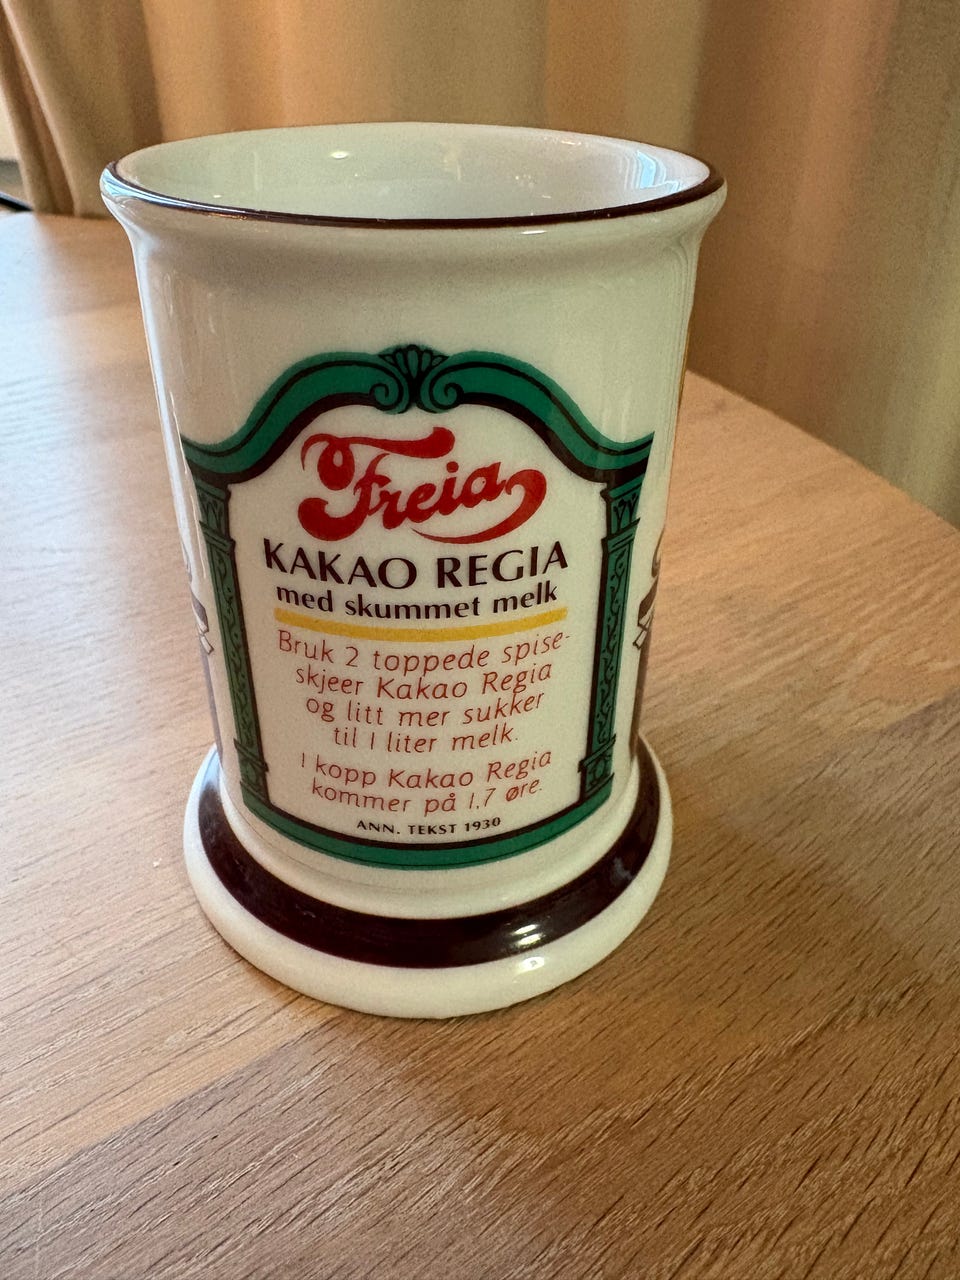 Freia
KAKAO REGIA
med skummet melk
Bruk 2 toppede spise-
skjeer Kakao Regia
og litt mer sukker
til 1 liter melk.
1 kopp Kakao Regia
kommer på 1,7 øre.
ANN. TEKST 1930